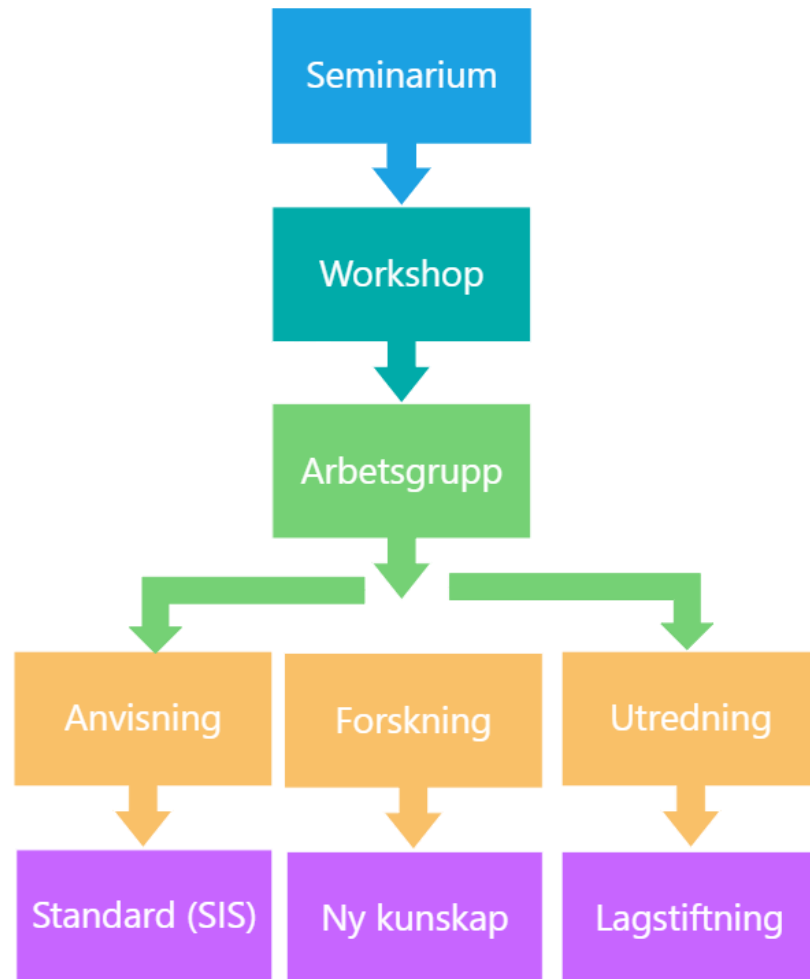 Seminarium
Workshop
Arbetsgrupp
Anvisning
Forskning
Utredning
Standard (SIS)
Ny kunskap
Lagstiftning